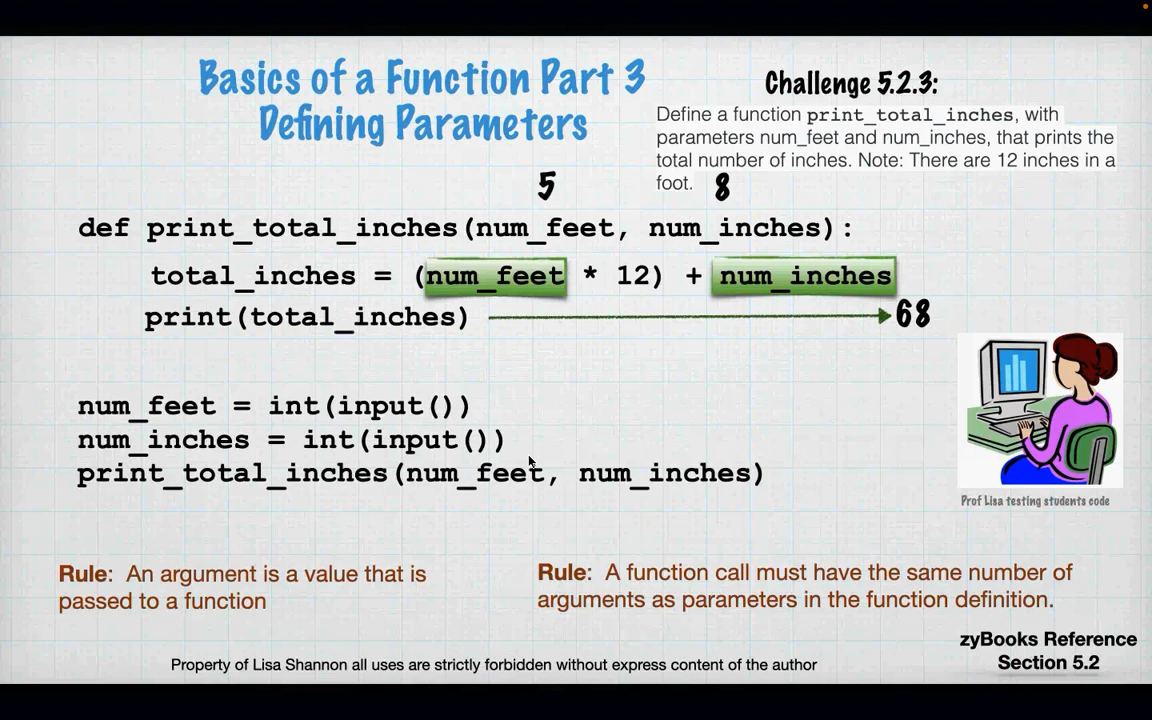 Basics of a Function Part 3
Defining Parameters
Challenge 5.2.3:
Define a function print_total_inches, with
parameters num_feet and num_inches, that prints the
total number of inches. Note: There are 12 inches in a
foot.
5 8
def print_total_inches(num_feet, num_inches):
total_inches = (num_feet * 12) + num_inches
print(total_inches) 68
num_feet = int(input())
num_inches = int(input())
print_total_inches(num_feet, num_inches)
Prof Lisa testing students code
Rule: An argument is a value that is
passed to a function
Rule: A function call must have the same number of
arguments as parameters in the function definition.
zyBooks Reference
Section 5.2
Property of Lisa Shannon all uses are strictly forbidden without express content of the author